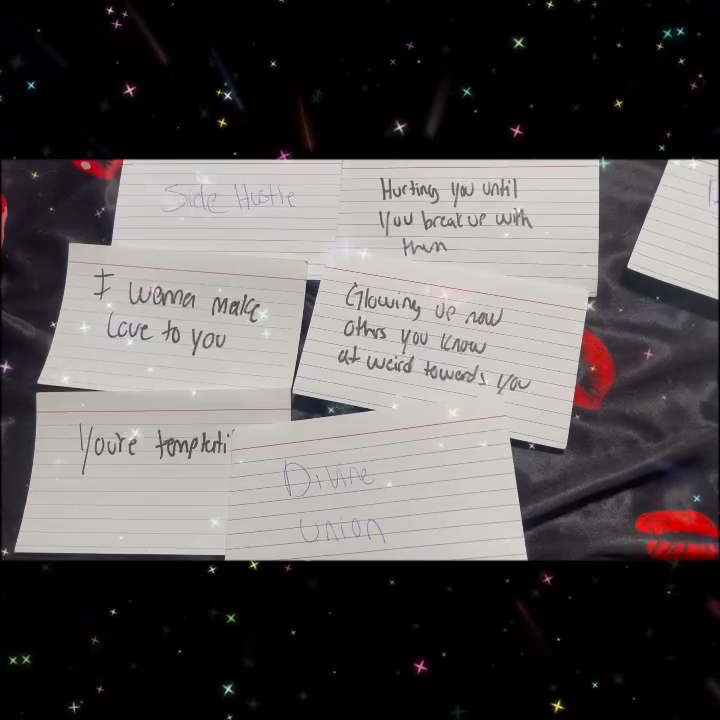 Side Hustle
Hurting you until
you break up with
them
I wanna make
Love to you
Glowing up now
others you know
act weird towards you
You're temptati
Divine
union